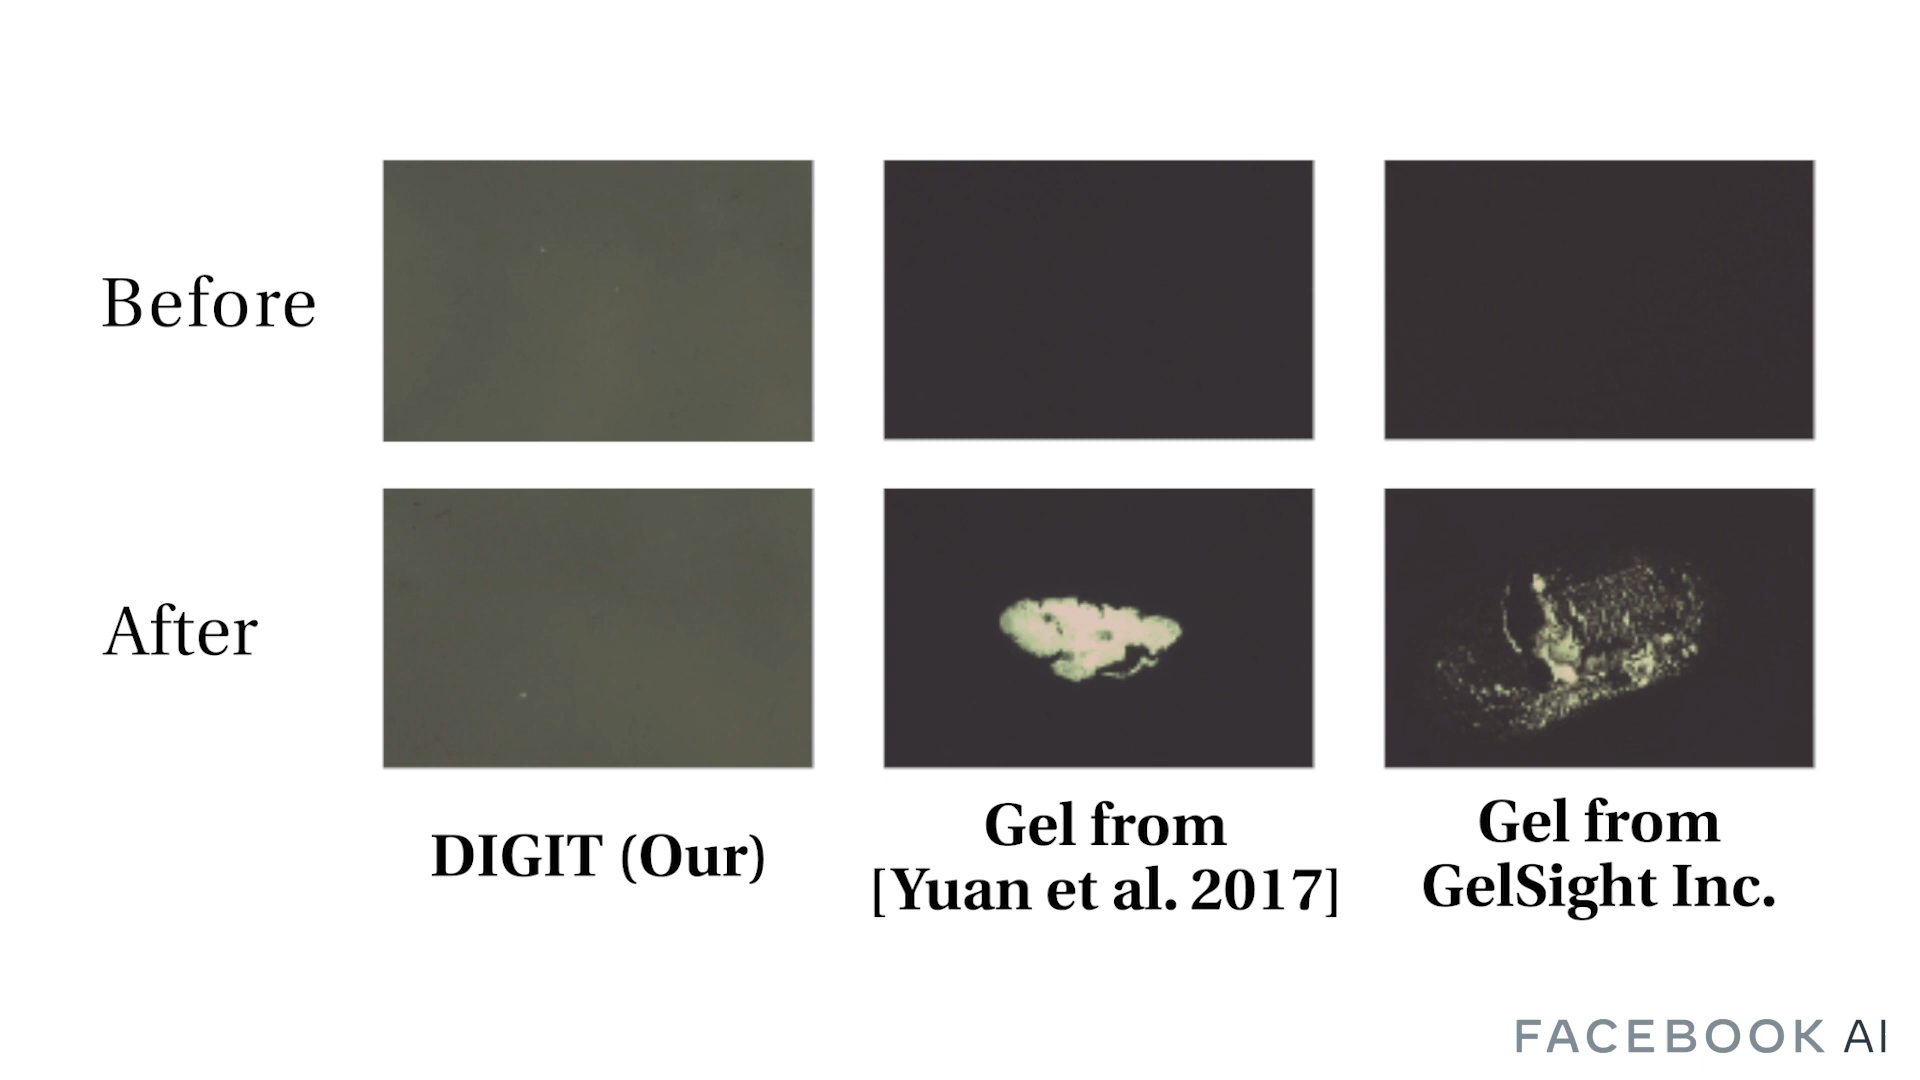 Before
After
DIGIT (Our)
Gel from
[Yuan et al. 2017]
Gel from
GelSight Inc.
FACEBOOK AI